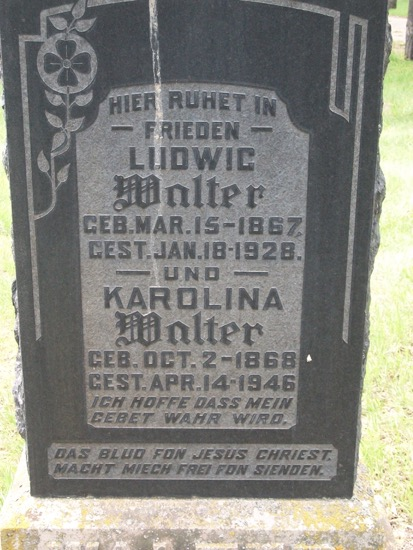 HIER RUHET IN
— FRIEDEN —
LUDWIG
Walter
GEB. MAR. 15-1867.
GEST. JAN. 18-1928.
— UND —
KAROLINA
Walter
GEB. OCT. 2-1868
GEST. APR. 14-1946
ICH HOFFE DASS MEIN
GEBET WAHR WIRD.
DAS BLUD FON JESUS CHRIEST.
MACHT MIECH FREI FON SIENDEN.